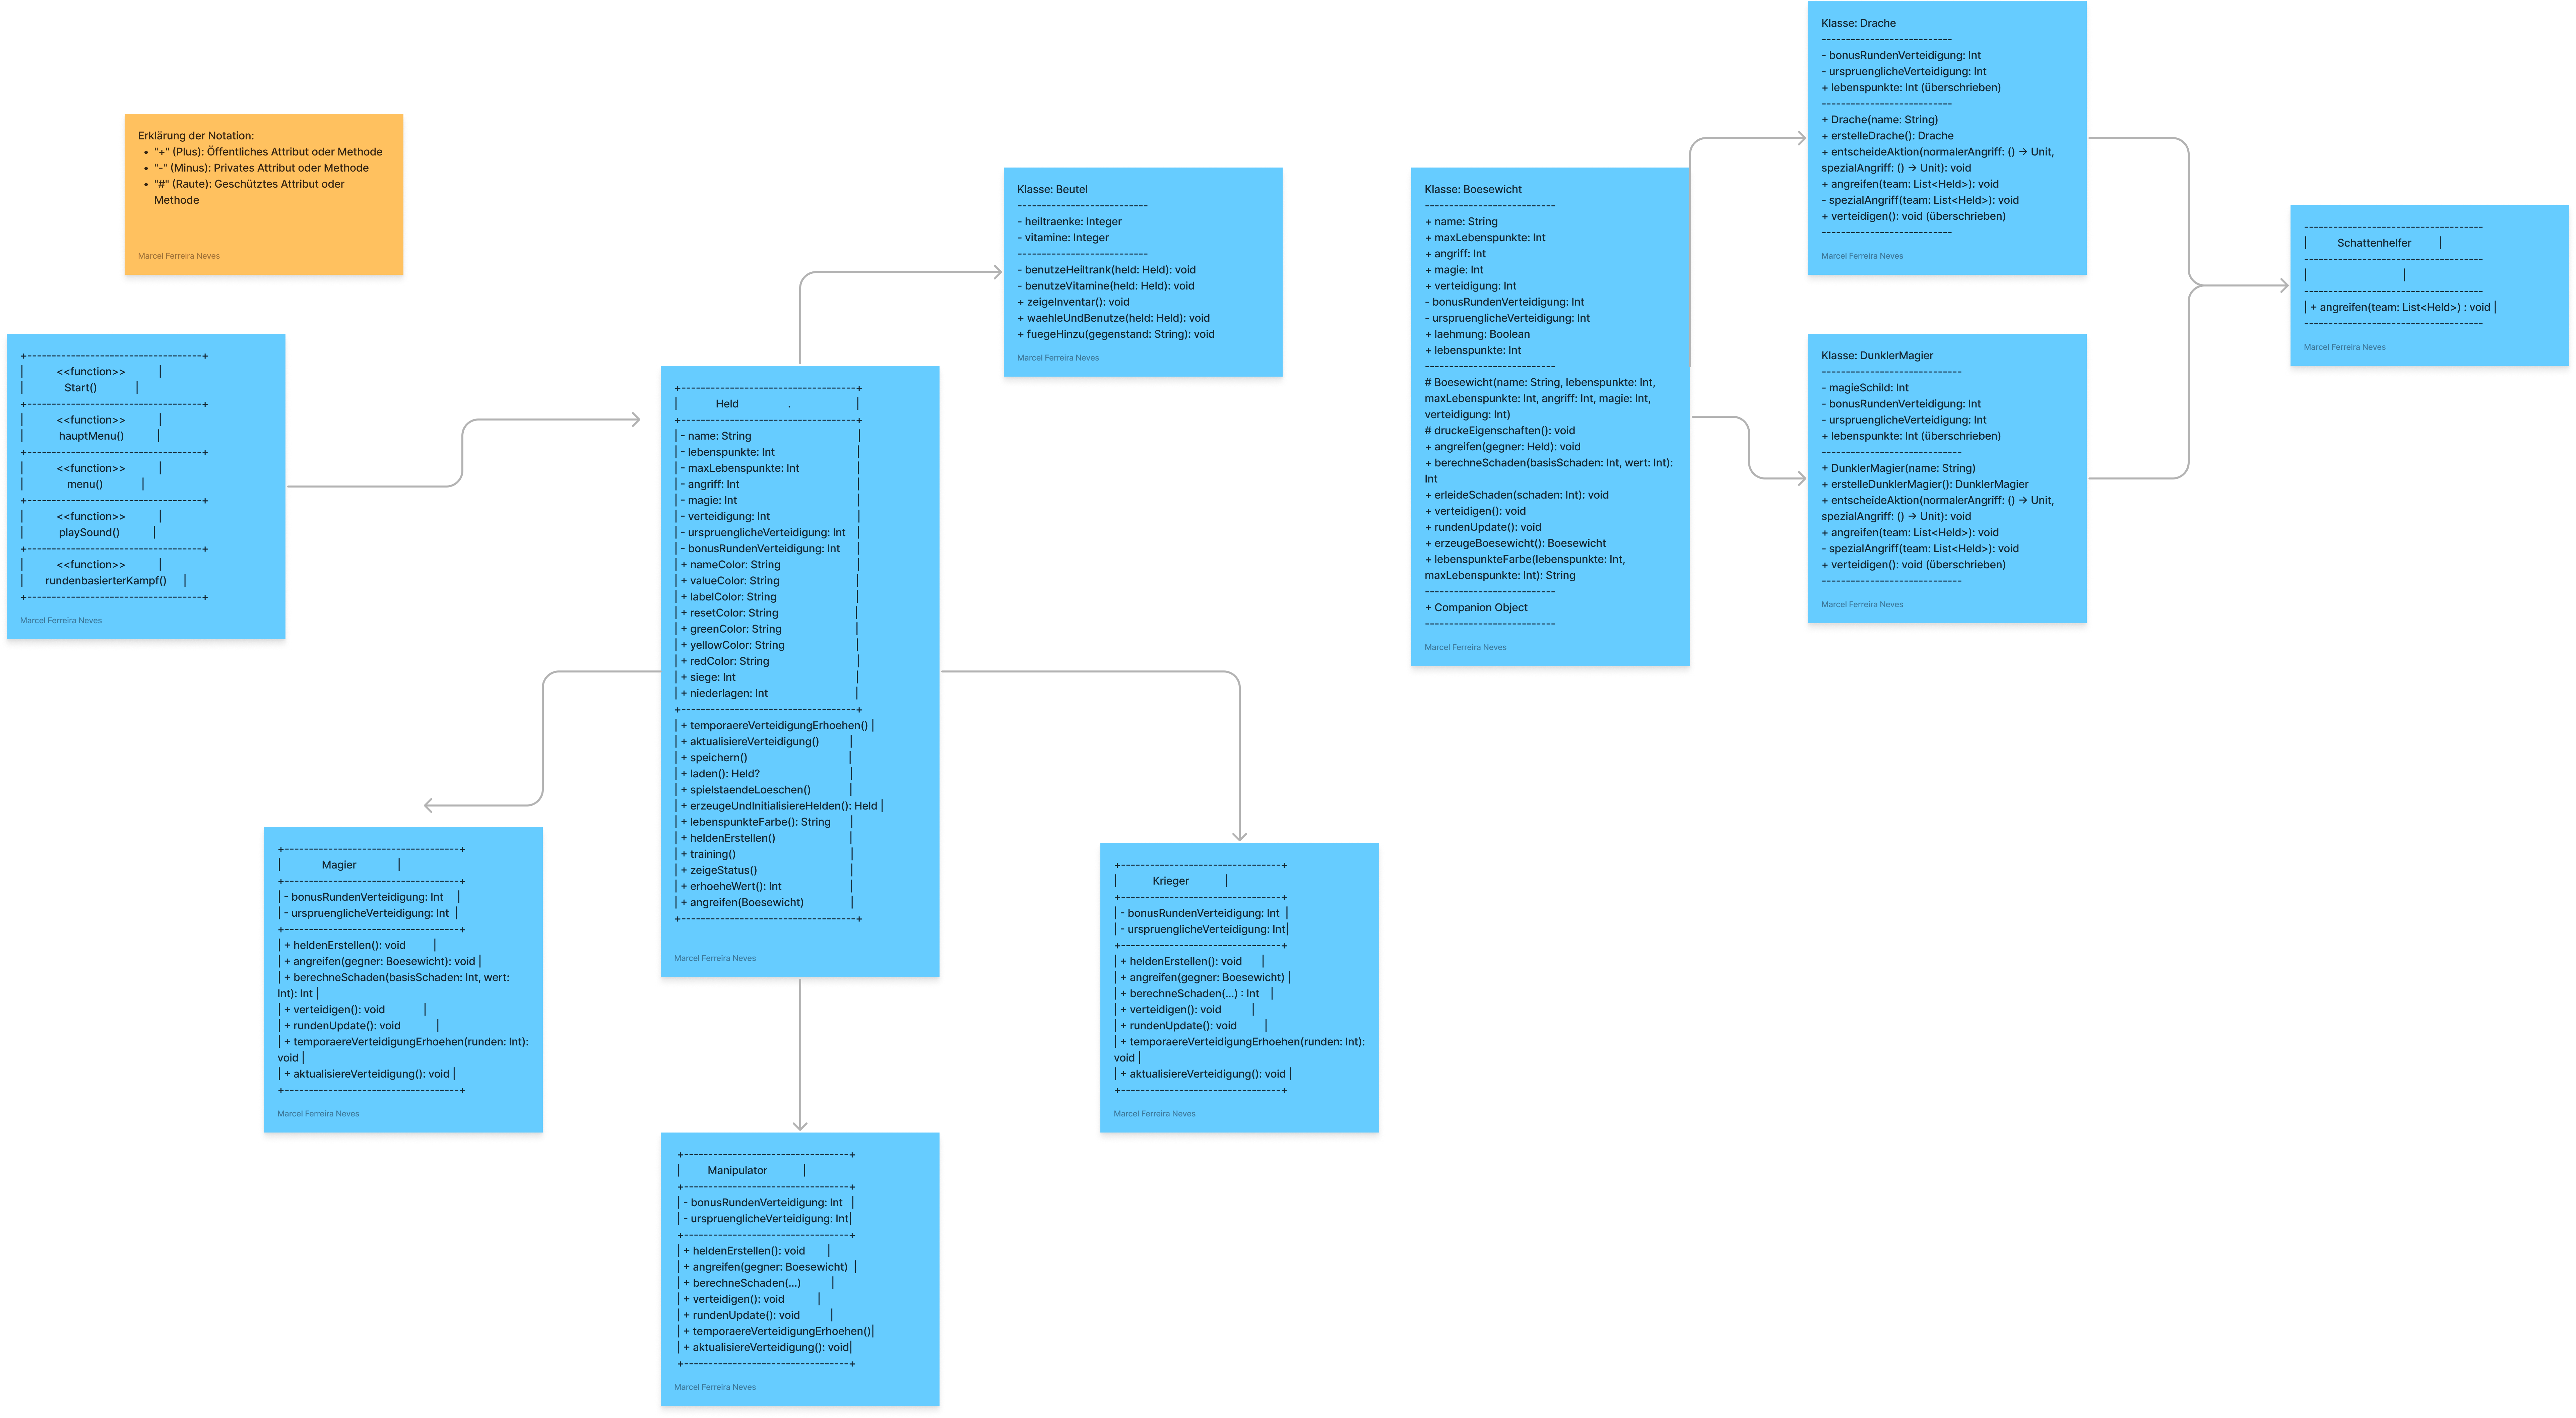 Erklärung der Notation:
• "+" (Plus): Öffentliches Attribut oder Methode
• "-" (Minus): Privates Attribut oder Methode
• "#" (Raute): Geschütztes Attribut oder
Methode
Marcel Ferreira Neves
+------------------------------------+
| <<function>> |
| Start() |
+------------------------------------+
| <<function>> |
| hauptMenu() |
+------------------------------------+
| <<function>> |
| menu() |
+------------------------------------+
| <<function>> |
| playSound() |
+------------------------------------+
| <<function>> |
| rundenbasierterKampf() |
+------------------------------------+
Marcel Ferreira Neves
+------------------------------------+
| Held . |
+------------------------------------+
| - name: String |
| - lebenspunkte: Int |
| - maxLebenspunkte: Int |
| - angriff: Int |
| - magie: Int |
| - verteidigung: Int |
| - urspruenglicheVerteidigung: Int |
| - bonusRundenVerteidigung: Int |
| + nameColor: String |
| + valueColor: String |
| + labelColor: String |
| + resetColor: String |
| + greenColor: String |
| + yellowColor: String |
| + redColor: String |
| + siege: Int |
| + niederlagen: Int |
+------------------------------------+
| + temporaereVerteidigungErhoehen() |
| + aktualisiereVerteidigung() |
| + speichern() |
| + laden(): Held? |
| + spielstaendeLoeschen() |
| + erzeugeUndInitialisiereHelden(): Held |
| + lebenspunkteFarbe(): String |
| + heldenErstellen() |
| + training() |
| + zeigeStatus() |
| + erhoeheWert(): Int |
| + angreifen(Boesewicht) |
+------------------------------------+
Marcel Ferreira Neves
Klasse: Beutel
---------------------------
- heiltraenke: Integer
- vitamine: Integer
---------------------------
- benutzeHeiltrank(held: Held): void
- benutzeVitamine(held: Held): void
+ zeigeInventar(): void
+ waehleUndBenutze(held: Held): void
+ fuegeHinzu(gegenstand: String): void
Marcel Ferreira Neves
+------------------------------------+
| Magier |
+------------------------------------+
| - bonusRundenVerteidigung: Int |
| - urspruenglicheVerteidigung: Int |
+------------------------------------+
| + heldenErstellen(): void |
| + angreifen(gegner: Boesewicht): void |
| + berechneSchaden(basisSchaden: Int, wert:
Int): Int |
| + verteidigen(): void |
| + rundenUpdate(): void |
| + temporaereVerteidigungErhoehen(runden: Int):
void |
| + aktualisiereVerteidigung(): void |
+------------------------------------+
Marcel Ferreira Neves
+----------------------------------+
| Manipulator |
+----------------------------------+
| - bonusRundenVerteidigung: Int |
| - urspruenglicheVerteidigung: Int|
+----------------------------------+
| + heldenErstellen(): void |
| + angreifen(gegner: Boesewicht) |
| + berechneSchaden(...) |
| + verteidigen(): void |
| + rundenUpdate(): void |
| + temporaereVerteidigungErhoehen()|
| + aktualisiereVerteidigung(): void|
+----------------------------------+
Marcel Ferreira Neves
+---------------------------------+
| Krieger |
+---------------------------------+
| - bonusRundenVerteidigung: Int |
| - urspruenglicheVerteidigung: Int|
+---------------------------------+
| + heldenErstellen(): void |
| + angreifen(gegner: Boesewicht) |
| + berechneSchaden(...) : Int |
| + verteidigen(): void |
| + rundenUpdate(): void |
| + temporaereVerteidigungErhoehen(runden: Int):
void |
| + aktualisiereVerteidigung(): void |
+---------------------------------+
Marcel Ferreira Neves
Klasse: Boesewicht
---------------------------
+ name: String
+ maxLebenspunkte: Int
+ angriff: Int
+ magie: Int
+ verteidigung: Int
- bonusRundenVerteidigung: Int
- urspruenglicheVerteidigung: Int
+ laehmung: Boolean
+ lebenspunkte: Int
---------------------------
# Boesewicht(name: String, lebenspunkte: Int,
maxLebenspunkte: Int, angriff: Int, magie: Int,
verteidigung: Int)
# druckeEigenschaften(): void
+ angreifen(gegner: Held): void
+ berechneSchaden(basisSchaden: Int, wert: Int):
Int
+ erleideSchaden(schaden: Int): void
+ verteidigen(): void
+ rundenUpdate(): void
+ erzeugeBoesewicht(): Boesewicht
+ lebenspunkteFarbe(lebenspunkte: Int,
maxLebenspunkte: Int): String
---------------------------
+ Companion Object
---------------------------
Marcel Ferreira Neves
Klasse: Drache
---------------------------
- bonusRundenVerteidigung: Int
- urspruenglicheVerteidigung: Int
+ lebenspunkte: Int (überschrieben)
---------------------------
+ Drache(name: String)
+ erstelleDrache(): Drache
+ entscheideAktion(normalerAngriff: () -> Unit,
spezialAngriff: () -> Unit): void
+ angreifen(team: List<Held>): void
- spezialAngriff(team: List<Held>): void
+ verteidigen(): void (überschrieben)
---------------------------
Marcel Ferreira Neves
Klasse: DunklerMagier
-----------------------------
- magieSchild: Int
- bonusRundenVerteidigung: Int
- urspruenglicheVerteidigung: Int
+ lebenspunkte: Int (überschrieben)
-----------------------------
+ DunklerMagier(name: String)
+ erstelleDunklerMagier(): DunklerMagier
+ entscheideAktion(normalerAngriff: () -> Unit,
spezialAngriff: () -> Unit): void
+ angreifen(team: List<Held>): void
- spezialAngriff(team: List<Held>): void
+ verteidigen(): void (überschrieben)
-----------------------------
Marcel Ferreira Neves
-------------------------------------
| Schattenhelfer |
-------------------------------------
| |
-------------------------------------
| + angreifen(team: List<Held>) : void |
-------------------------------------
Marcel Ferreira Neves